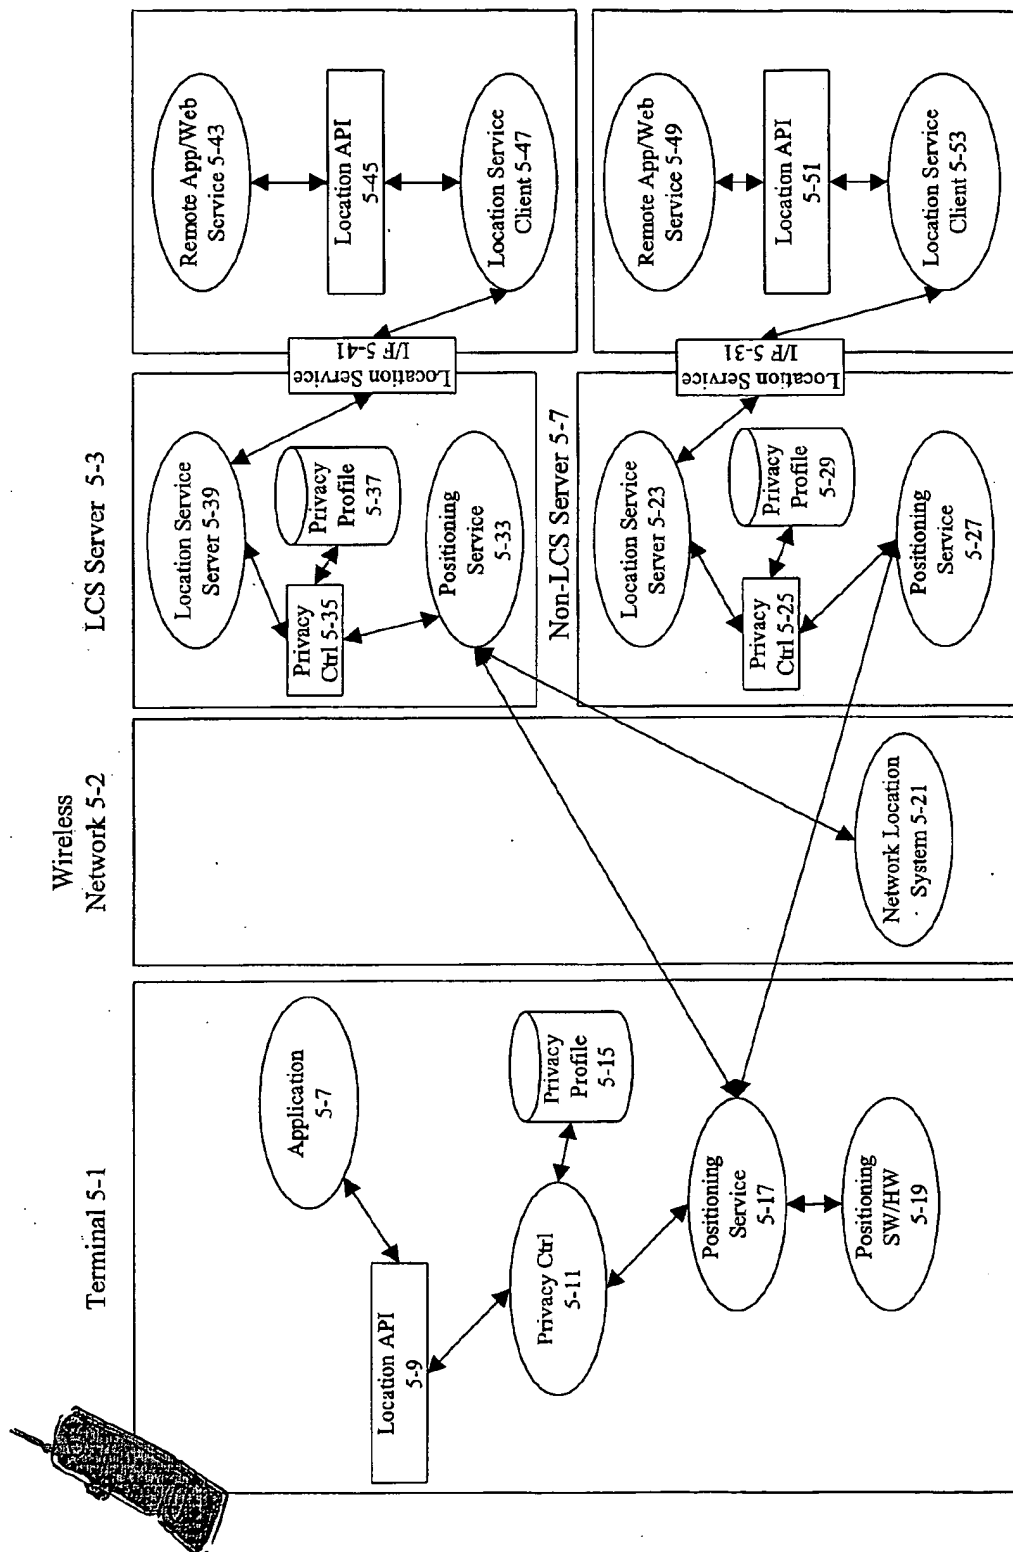 Terminal 5-1
Application
5-7
Location API
5-9
Privacy Ctrl
5-11
Privacy
Profile
5-15
Positioning
Service
5-17
Positioning
SW/HW
5-19
Wireless
Network 5-2
Network Location
System 5-21
LCS Server 5-3
Location Service
Server 5-39
Privacy
Ctrl 5-35
Privacy
Profile
5-37
Positioning
Service
5-33
Location Service
I/F 5-41
Remote App/Web
Service 5-43
Location API
5-45
Location Service
Client 5-47
Non-LCS Server 5-7
Location Service
Server 5-23
Privacy
Ctrl 5-25
Privacy
Profile
5-29
Positioning
Service
5-27
Location Service
I/F 5-31
Remote App/Web
Service 5-49
Location API
5-51
Location Service
Client 5-53